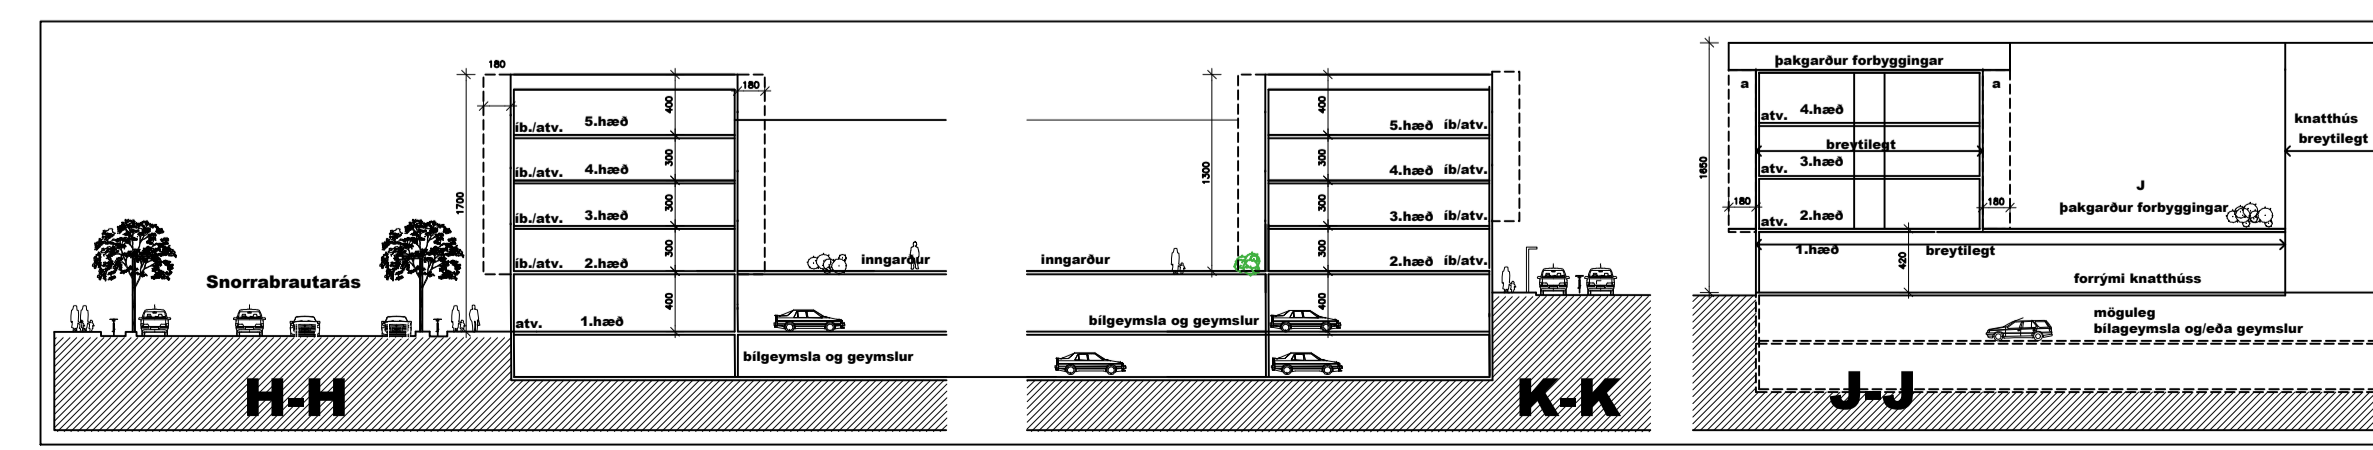 180
180
400
5.hæð
íb./atv.
300
4.hæð
íb./atv.
1700
300
3.hæð
íb./atv.
300
2.hæð
íb./atv.
inngarður
Snorrabrautarás
400
atv.
1.hæð
bílgeymsla og geymslur
H-H
400
5.hæð íb/atv.
1300
300
4.hæð íb/atv.
300
3.hæð íb/atv.
300
inngarður
2.hæð íb/atv.
400
bílgeymsla og geymslur
K-K
þakgarður forbyggingar
a
a
4.hæð
atv.
knatthús
breytilegt
breytilegt
3.hæð
atv.
1650
J
180
180
þakgarður forbyggingar
2.hæð
atv.
1.hæð
breytilegt
420
forrými knatthúss
möguleg
bílageymsla og/eða geymslur
J-J